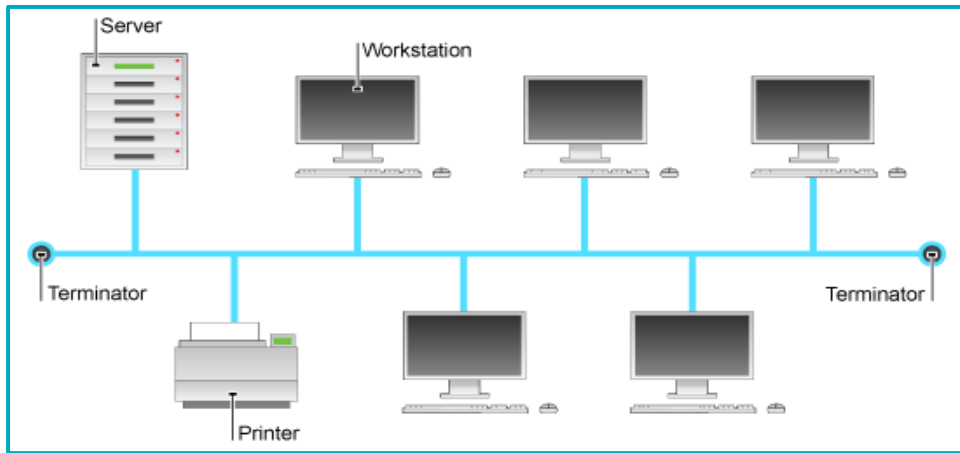 Server
Workstation
Terminator
Terminator
Printer